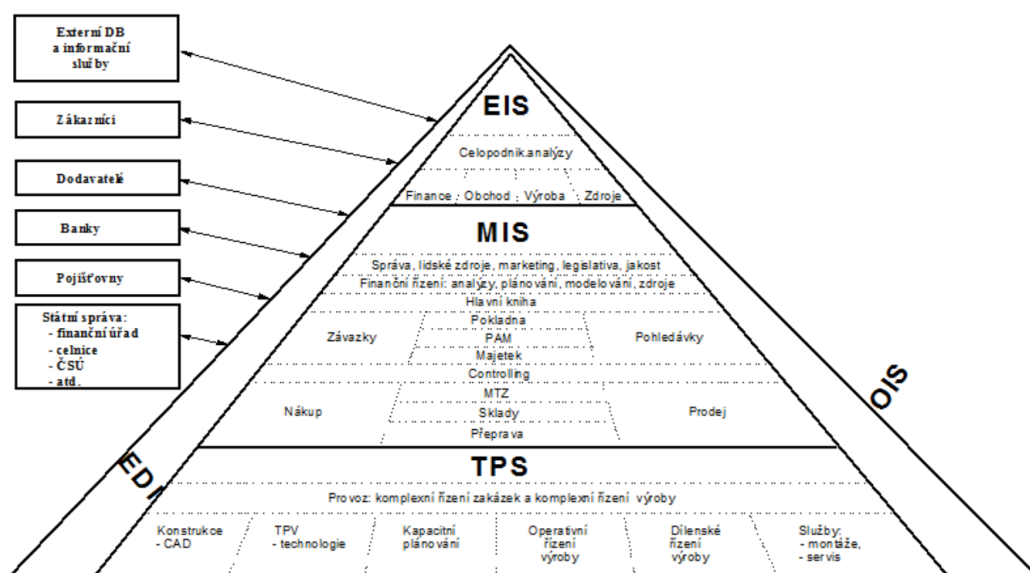 Externí DB
a informační
služby
Zákazníci
Dodavatelé
Banky
Pojišťovny
Státní správa:
- finanční úřad
- celnice
- ČSÚ
- atd.
EIS
Celopodnik.analýzy
Finance Obchod Výroba Zdroje
MIS
Správa, lidské zdroje, marketing, legislativa, jakost
Finanční řízení: analýzy, plánování, modelování, zdroje
Hlavní kniha
Závazky
Pokladna
PAM
Majetek
Pohledávky
Controlling
Nákup
MTZ
Sklady
Přeprava
Prodej
TPS
Provoz: komplexní řízení zakázek a komplexní řízení výroby
Konstrukce
- CAD
TPV
- technologie
Kapacitní
plánování
Operativní
řízení
výroby
Dílenské
řízení
výroby
Služby:
- montáže,
- servis
EDI
OIS